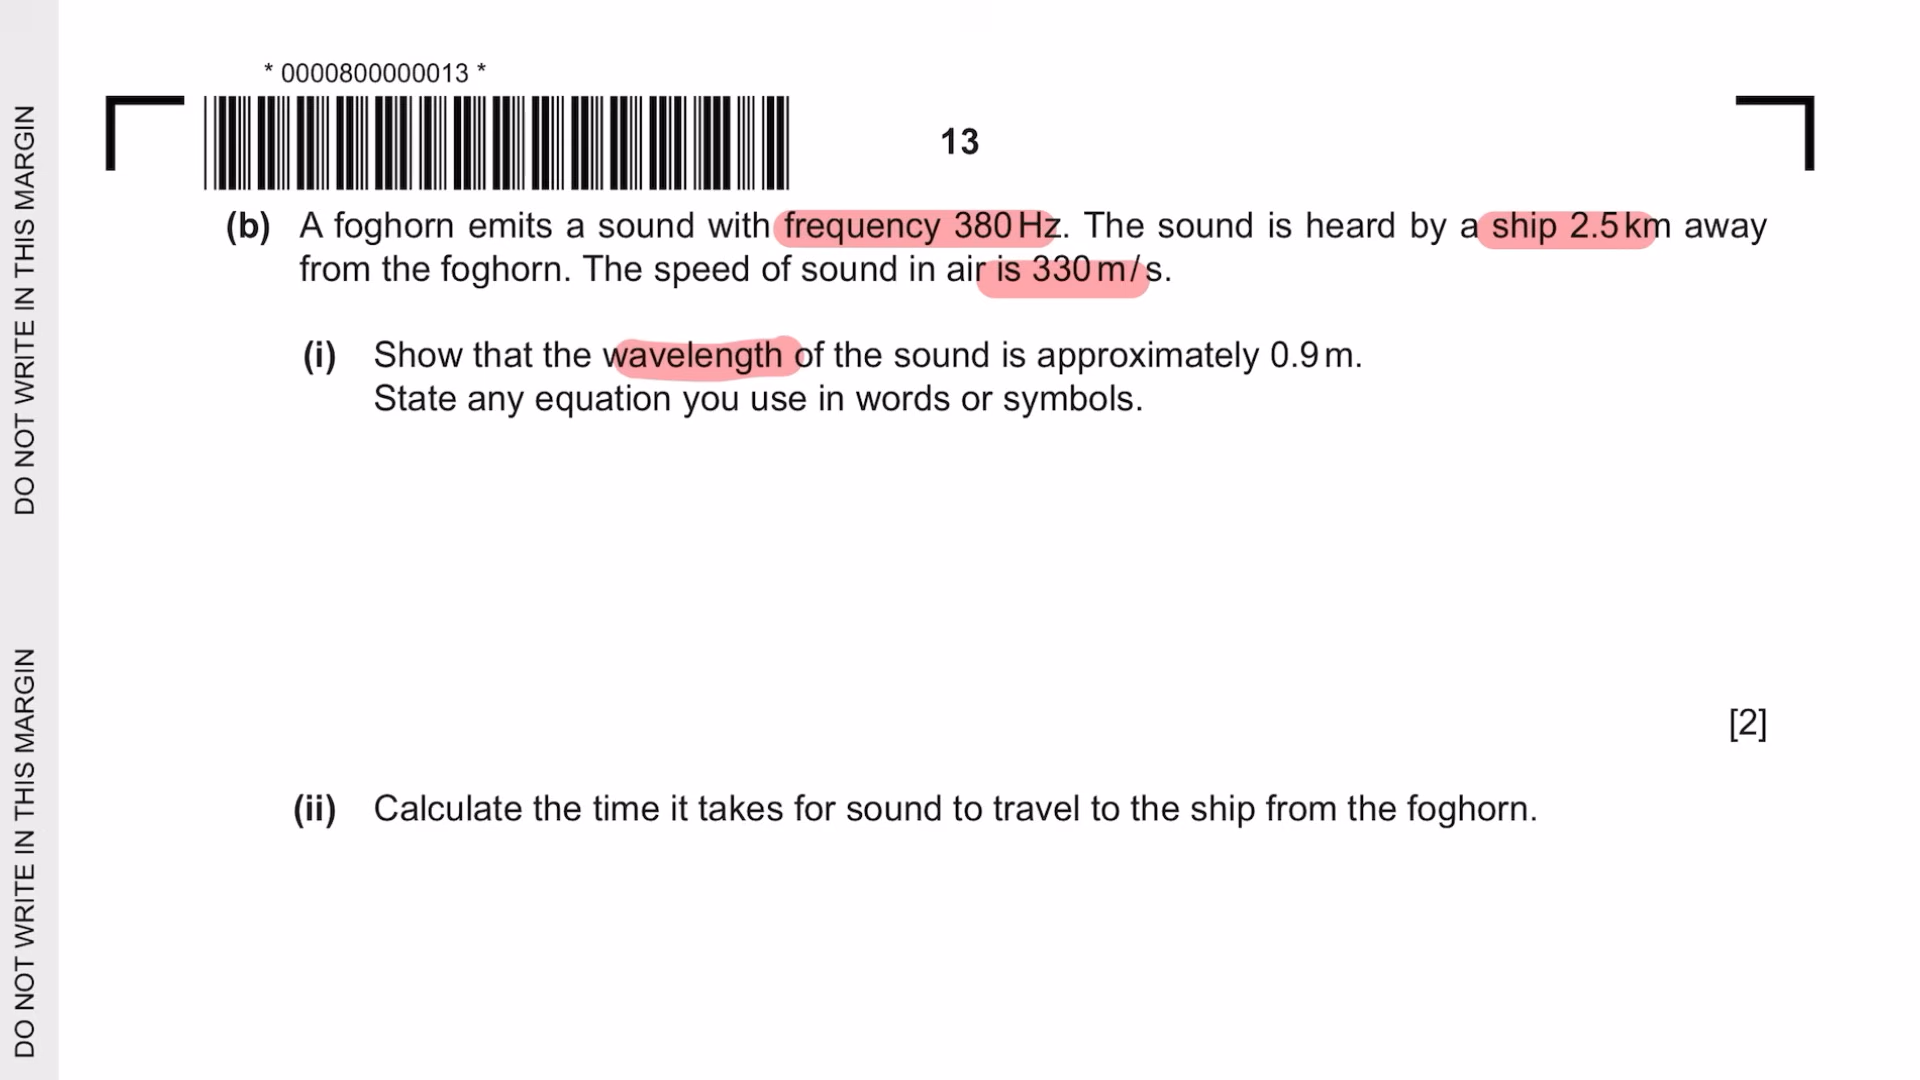 * 0000800000013 *
13
DO NOT WRITE IN THIS MARGIN
DO NOT WRITE IN THIS MARGIN
(b) A foghorn emits a sound with frequency 380 Hz. The sound is heard by a ship 2.5 km away
from the foghorn. The speed of sound in air is 330 m/s.
(i) Show that the wavelength of the sound is approximately 0.9 m.
State any equation you use in words or symbols.
[2]
(ii) Calculate the time it takes for sound to travel to the ship from the foghorn.